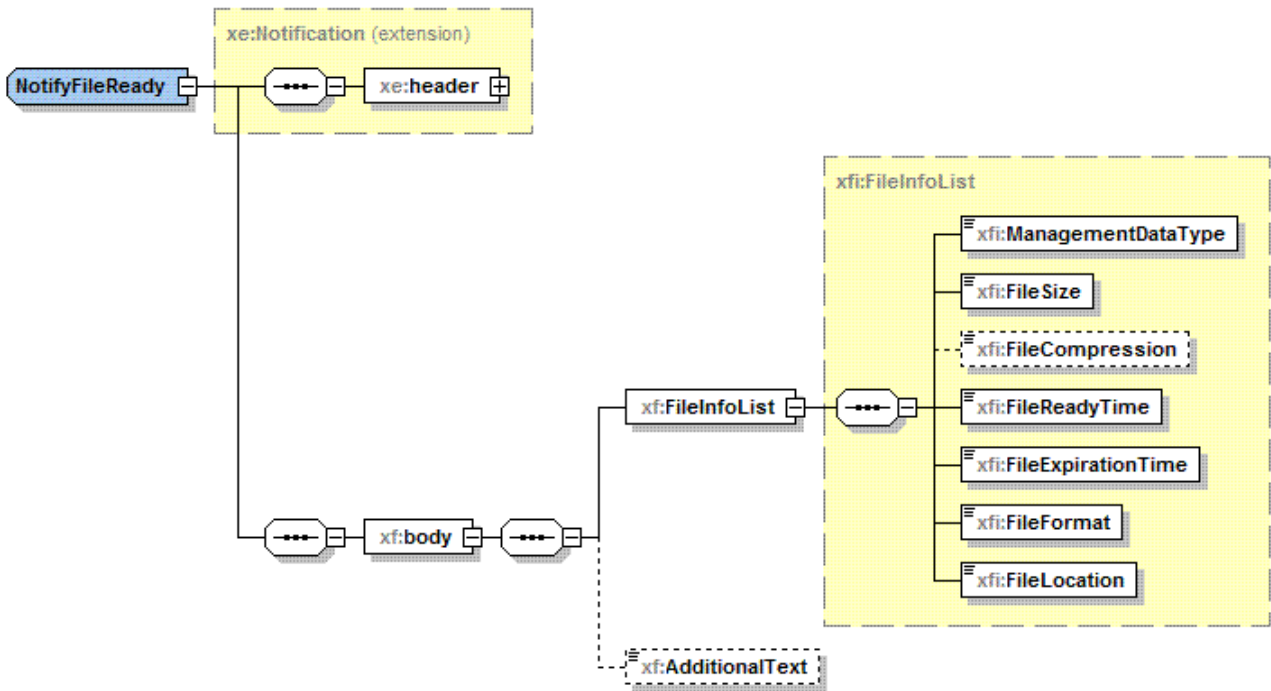 xe:Notification (extension)
NotifyFileReady
xe:header
xfi:FileInfoList
xfi:ManagementDataType
xfi:FileSize
xfi:FileCompression
xf:FileInfoList
xfi:FileReadyTime
xfi:FileExpirationTime
xfi:FileFormat
xf:body
xfi:FileLocation
xf:AdditionalText